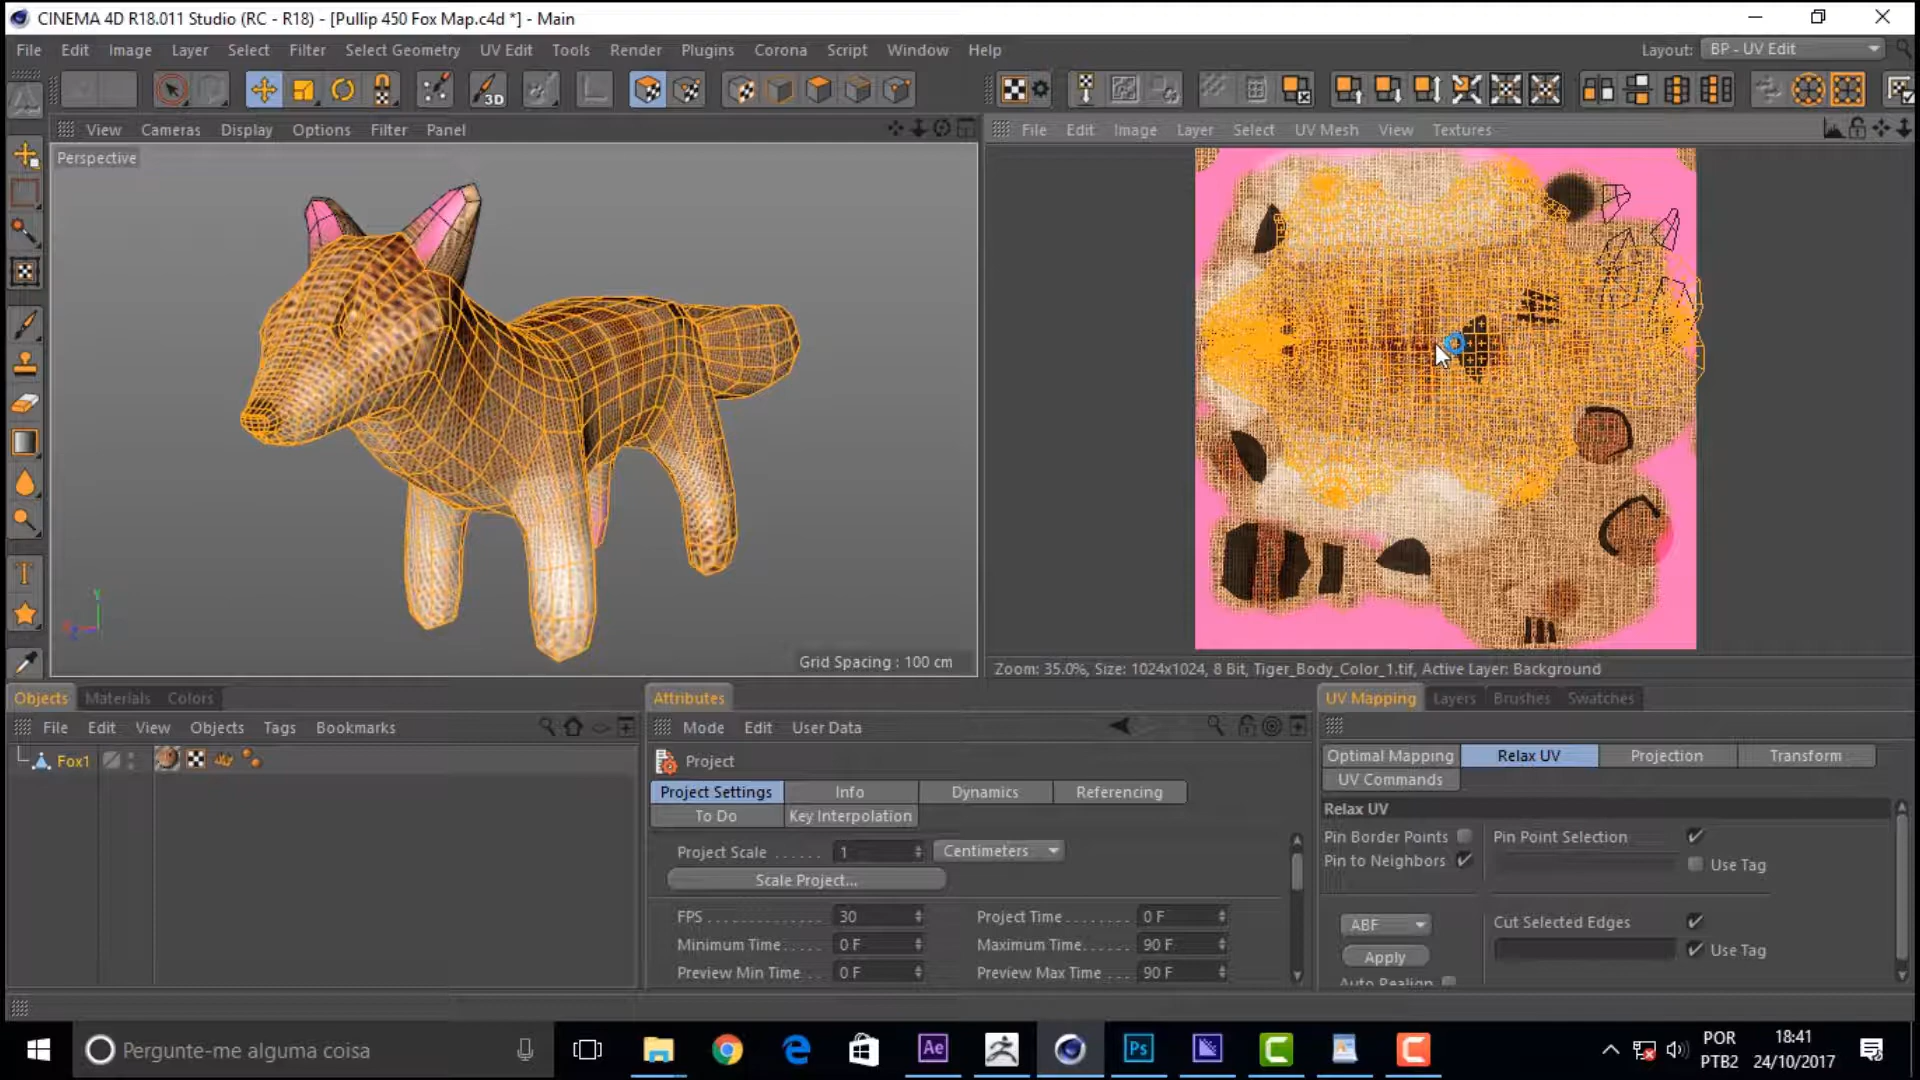 CINEMA 4D R18.011 Studio (RC - R18) - [Pullip 450 Fox Map.c4d *] - Main
File Edit Image Layer Select Filter Select Geometry UV Edit Tools Render Plugins Corona Script Window Help Layout: BP - UV Edit
3D
View Cameras Display Options Filter Panel
File Edit Image Layer Select UV Mesh View Textures
Perspective
Y
Z
Grid Spacing : 100 cm
Zoom: 35.0%, Size: 1024x1024, 8 Bit, Tiger_Body_Color_1.tif, Active Layer: Background
Objects Materials Colors
File Edit View Objects Tags Bookmarks
Fox1
Attributes
Mode Edit User Data
Project
Project Settings Info Dynamics Referencing
To Do Key Interpolation
Project Scale ...... 1 Centimeters
Scale Project...
FPS 30 Project Time 0 F
Minimum Time 0 F Maximum Time 90 F
Preview Min Time 0 F Preview Max Time 90 F
UV Mapping Layers Brushes Swatches
Optimal Mapping Relax UV Projection Transform
UV Commands
Relax UV
Pin Border Points Pin Point Selection
Pin to Neighbors Use Tag
ABF Cut Selected Edges
Apply Use Tag
Auto Realign
Pergunte-me alguma coisa
Ae
Ps
POR
PTB2
18:41
24/10/2017